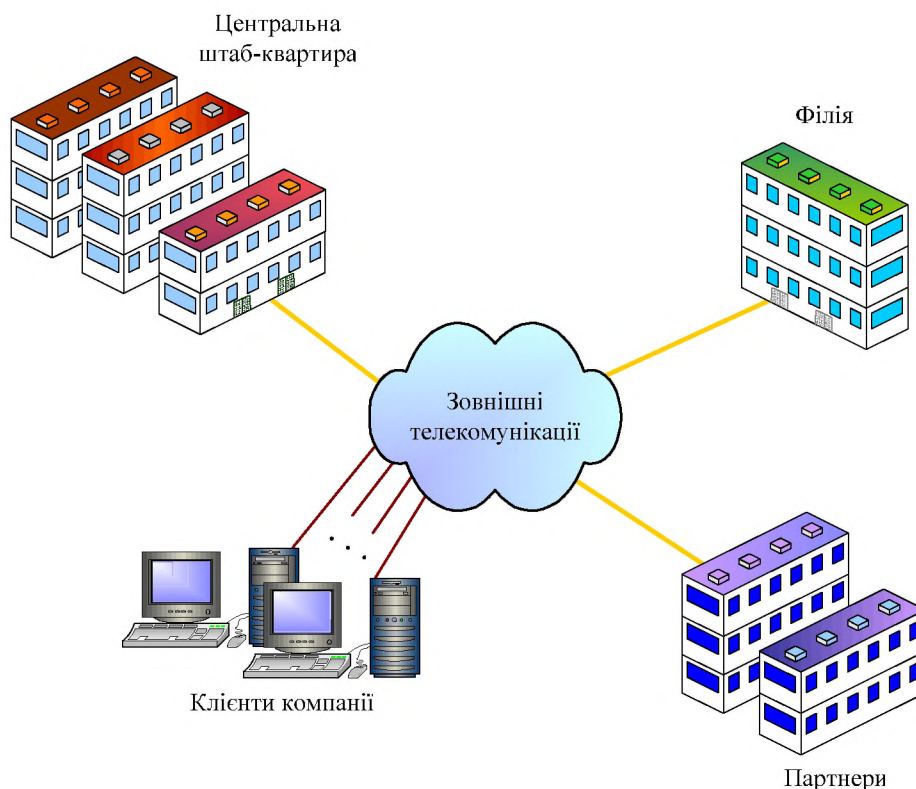 Центральна
штаб-квартира
Філія
Зовнішні
телекомунікації
Клієнти компанії
Партнери